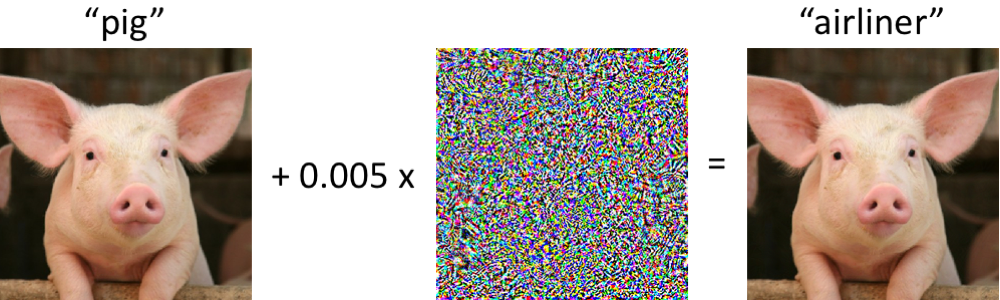 “pig”
“airliner”
+ 0.005 x
=